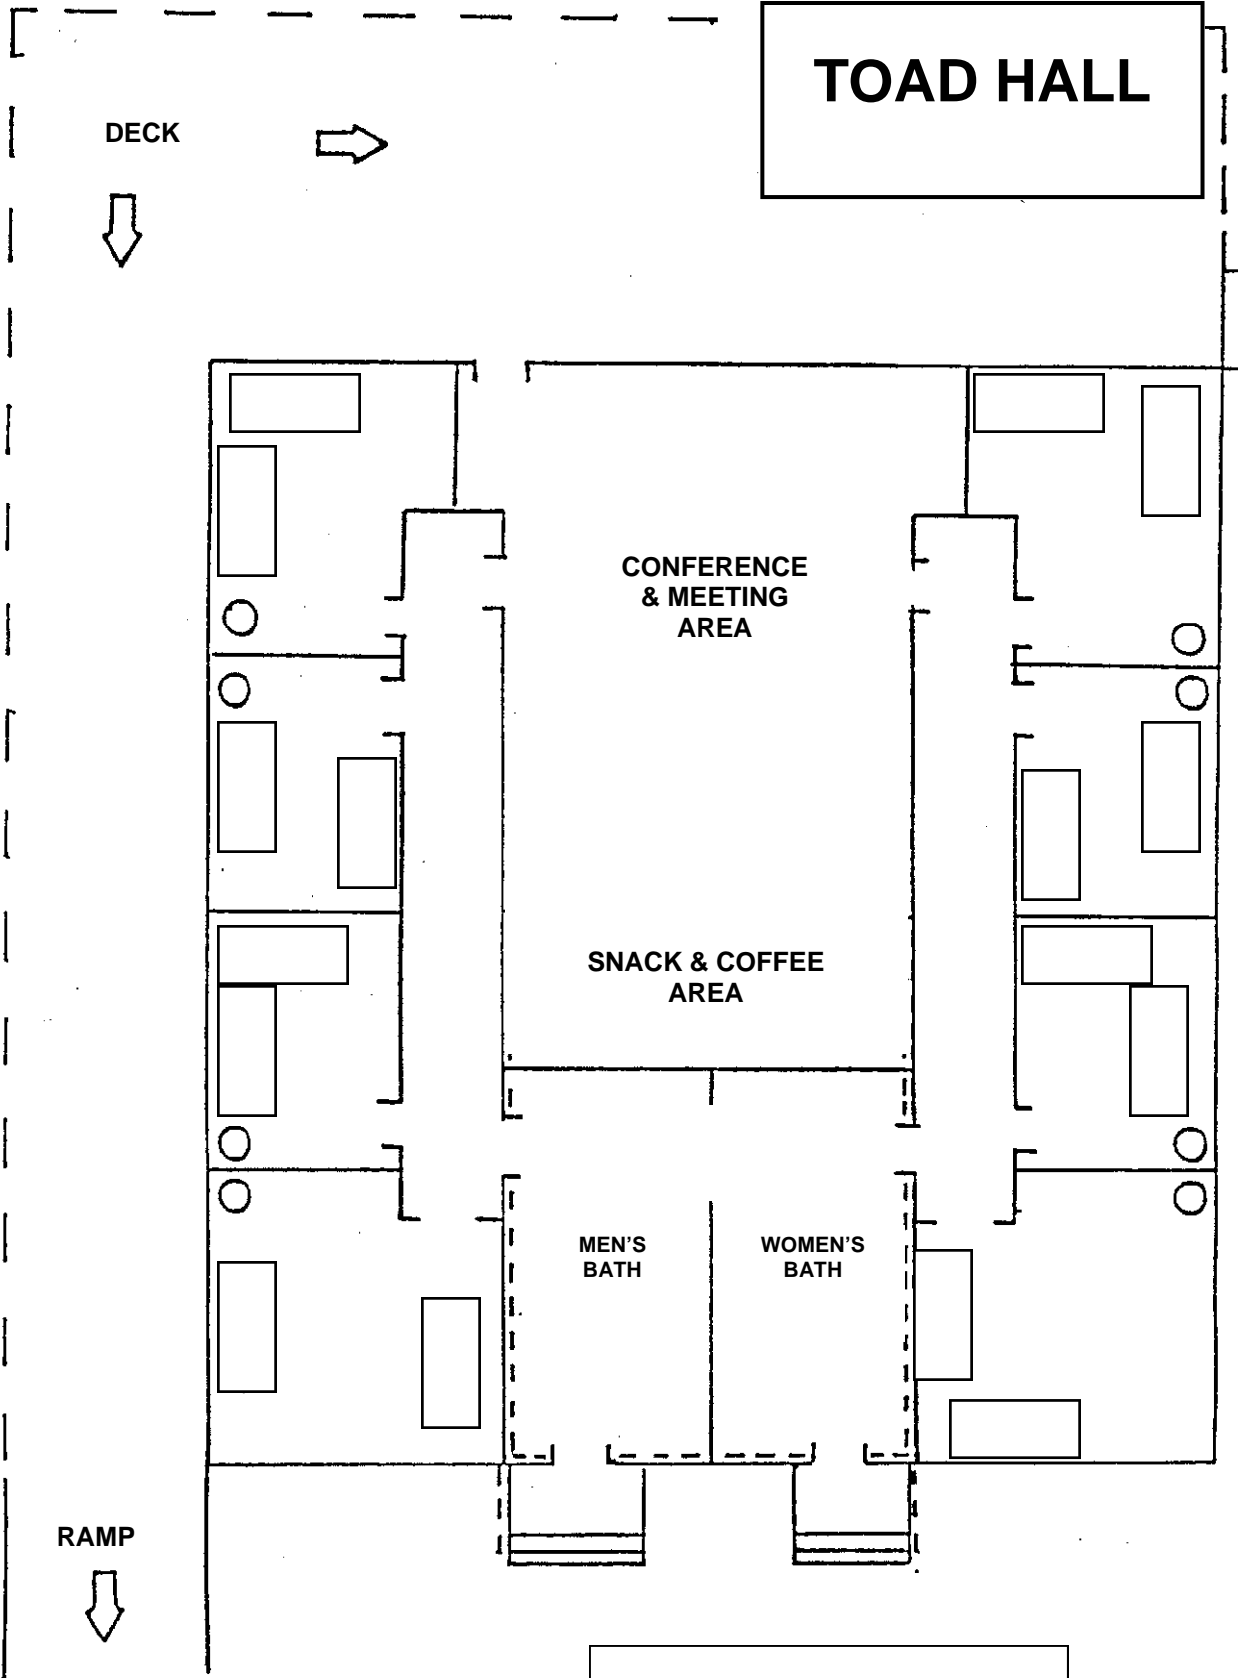 TOAD HALL
DECK
CONFERENCE
& MEETING
AREA
SNACK & COFFEE
AREA
MEN'S
BATH
WOMEN'S
BATH
RAMP